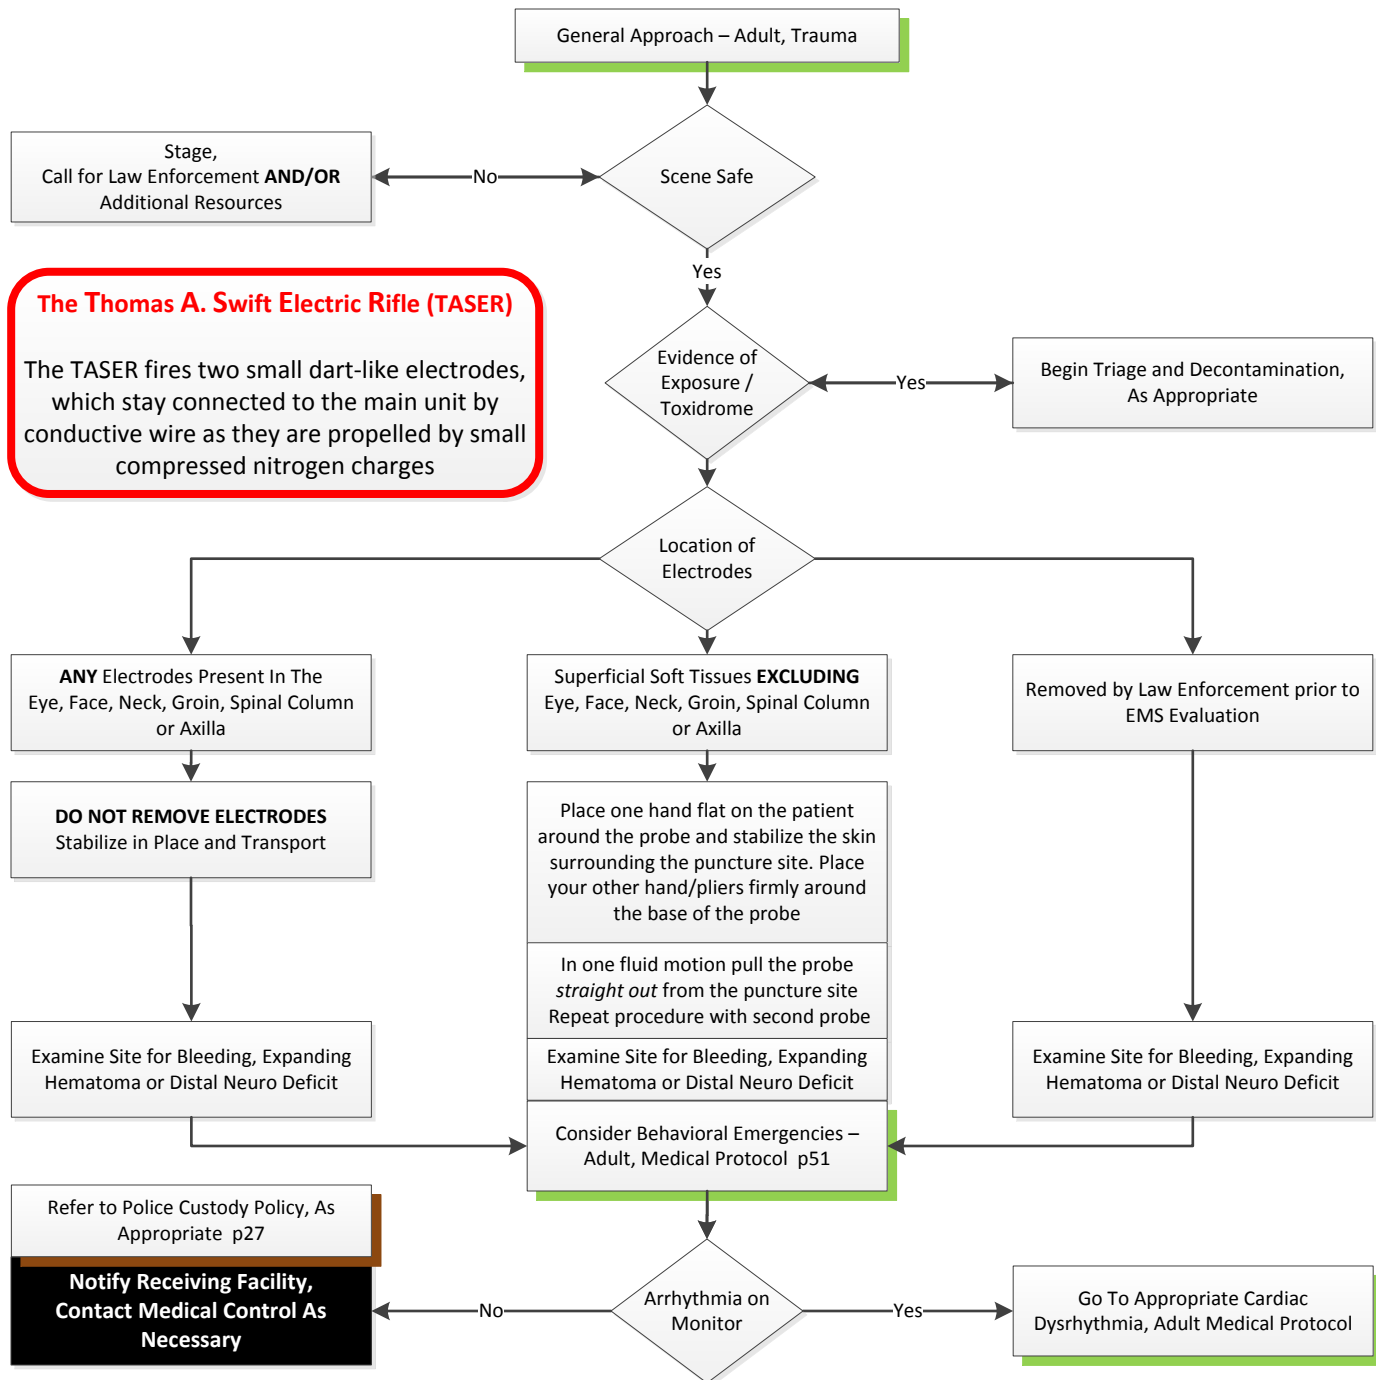 General Approach – Adult, Trauma
Stage,
Call for Law Enforcement AND/OR
Additional Resources
No
Scene Safe
Yes
The Thomas A. Swift Electric Rifle (TASER)
The TASER fires two small dart-like electrodes,
which stay connected to the main unit by
conductive wire as they are propelled by small
compressed nitrogen charges
Evidence of
Exposure /
Toxidrome
Yes
Begin Triage and Decontamination,
As Appropriate
Location of
Electrodes
ANY Electrodes Present In The
Eye, Face, Neck, Groin, Spinal Column
or Axilla
Superficial Soft Tissues EXCLUDING
Eye, Face, Neck, Groin, Spinal Column
or Axilla
Removed by Law Enforcement prior to
EMS Evaluation
DO NOT REMOVE ELECTRODES
Stabilize in Place and Transport
Place one hand flat on the patient
around the probe and stabilize the skin
surrounding the puncture site. Place
your other hand/pliers firmly around
the base of the probe
In one fluid motion pull the probe
straight out from the puncture site
Repeat procedure with second probe
Examine Site for Bleeding, Expanding
Hematoma or Distal Neuro Deficit
Examine Site for Bleeding, Expanding
Hematoma or Distal Neuro Deficit
Examine Site for Bleeding, Expanding
Hematoma or Distal Neuro Deficit
Consider Behavioral Emergencies –
Adult, Medical Protocol p51
Refer to Police Custody Policy, As
Appropriate p27
Notify Receiving Facility,
Contact Medical Control As
Necessary
No
Arrhythmia on
Monitor
Yes
Go To Appropriate Cardiac
Dysrhythmia, Adult Medical Protocol